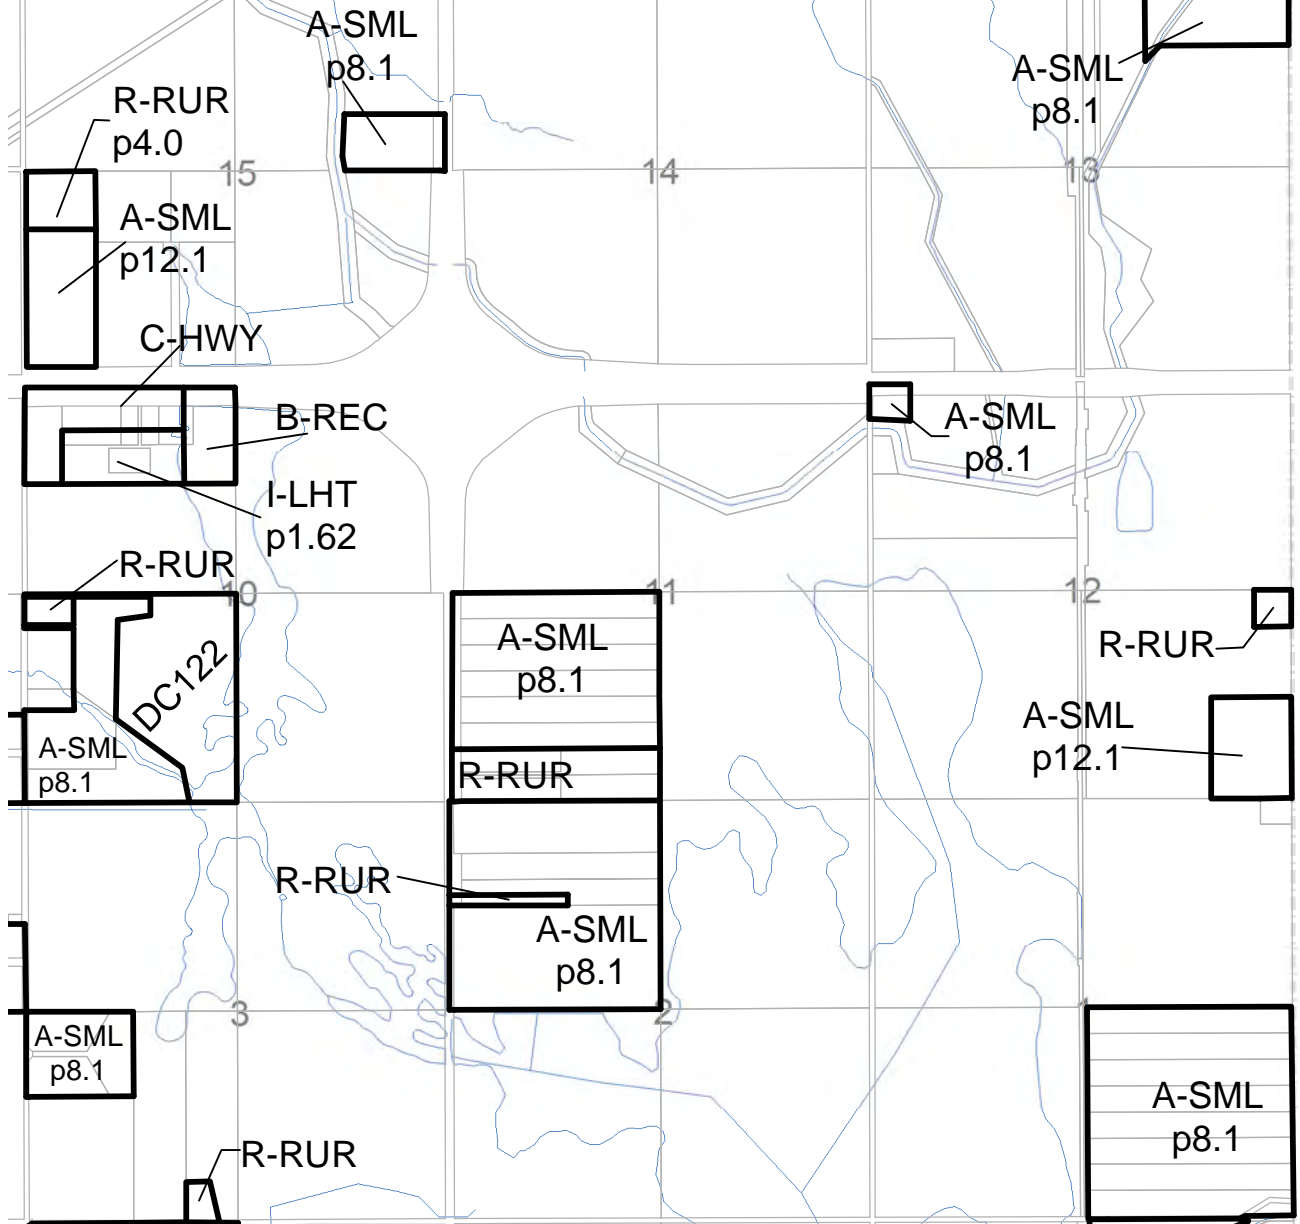 A-SML
p8.1
A-SML
p8.1
R-RUR
p4.0
15
14
13
A-SML
p12.1
C-HWY
B-REC
A-SML
p8.1
I-LHT
p1.62
R-RUR
10
11
12
A-SML
p8.1
R-RUR
DC122
A-SML
p8.1
A-SML
p12.1
R-RUR
R-RUR
A-SML
p8.1
3
2
1
A-SML
p8.1
A-SML
p8.1
R-RUR